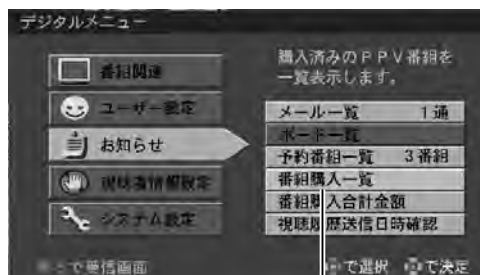 デジタルメニュー
購入済みのPPV番組を
一覧表示します。
番組関連
ユーザー設定
お知らせ
視聴者情報設定
システム設定
メール一覧 1通
ボード一覧
予約番組一覧 3番組
番組購入一覧
番組購入合計金額
視聴履歴送信日時確認
で受信画面
で選択 で決定